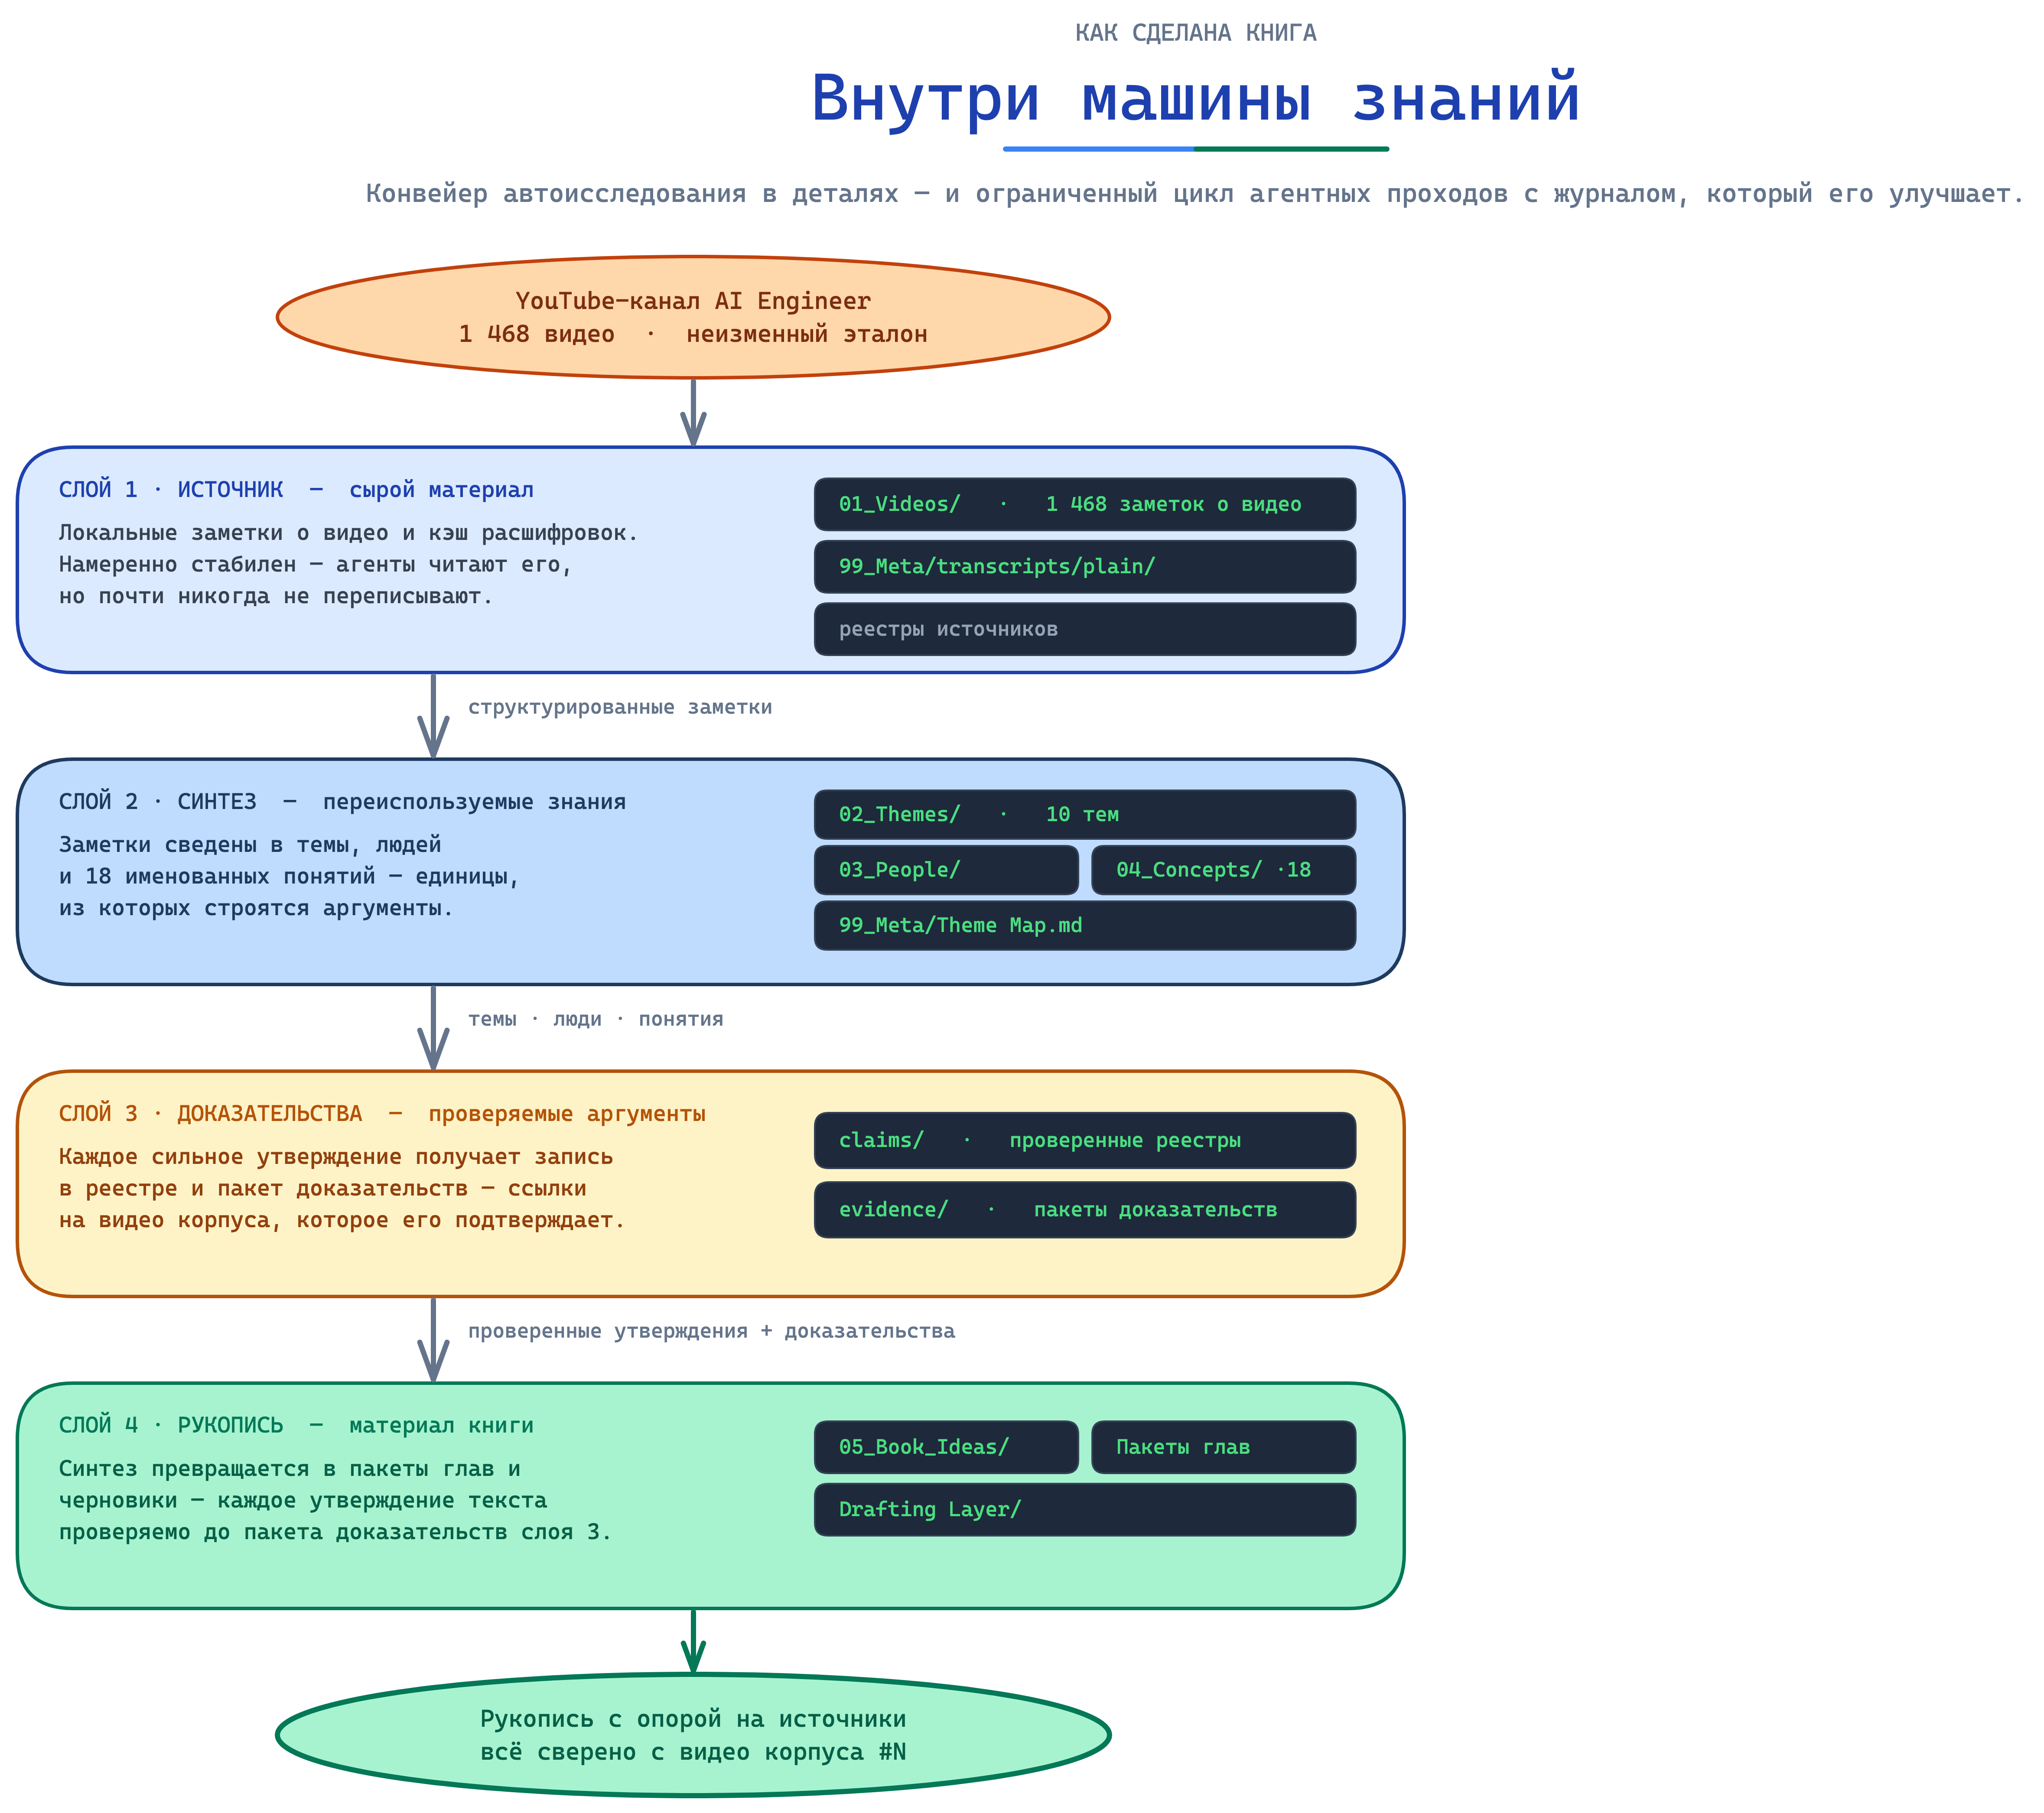 КАК СДЕЛАНА КНИГА
Внутри машины знаний
Конвейер автоисследования в деталях — и ограниченный цикл агентных проходов с журналом, который его улучшает.
YouTube-канал AI Engineer
1 468 видео · неизменный эталон
СЛОЙ 1 · ИСТОЧНИК — сырой материал
Локальные заметки о видео и кэш расшифровок.
Намеренно стабилен — агенты читают его,
но почти никогда не переписывают.
01_Videos/ · 1 468 заметок о видео
99_Meta/transcripts/plain/
реестры источников
структурированные заметки
СЛОЙ 2 · СИНТЕЗ — переиспользуемые знания
Заметки сведены в темы, людей
и 18 именованных понятий — единицы,
из которых строятся аргументы.
02_Themes/ · 10 тем
03_People/
04_Concepts/ ·18
99_Meta/Theme Map.md
темы · люди · понятия
СЛОЙ 3 · ДОКАЗАТЕЛЬСТВА — проверяемые аргументы
Каждое сильное утверждение получает запись
в реестре и пакет доказательств — ссылки
на видео корпуса, которое его подтверждает.
claims/ · проверенные реестры
evidence/ · пакеты доказательств
проверенные утверждения + доказательства
СЛОЙ 4 · РУКОПИСЬ — материал книги
Синтез превращается в пакеты глав и
черновики — каждое утверждение текста
проверяемо до пакета доказательств слоя 3.
05_Book_Ideas/
Пакеты глав
Drafting Layer/
Рукопись с опорой на источники
всё сверено с видео корпуса #N